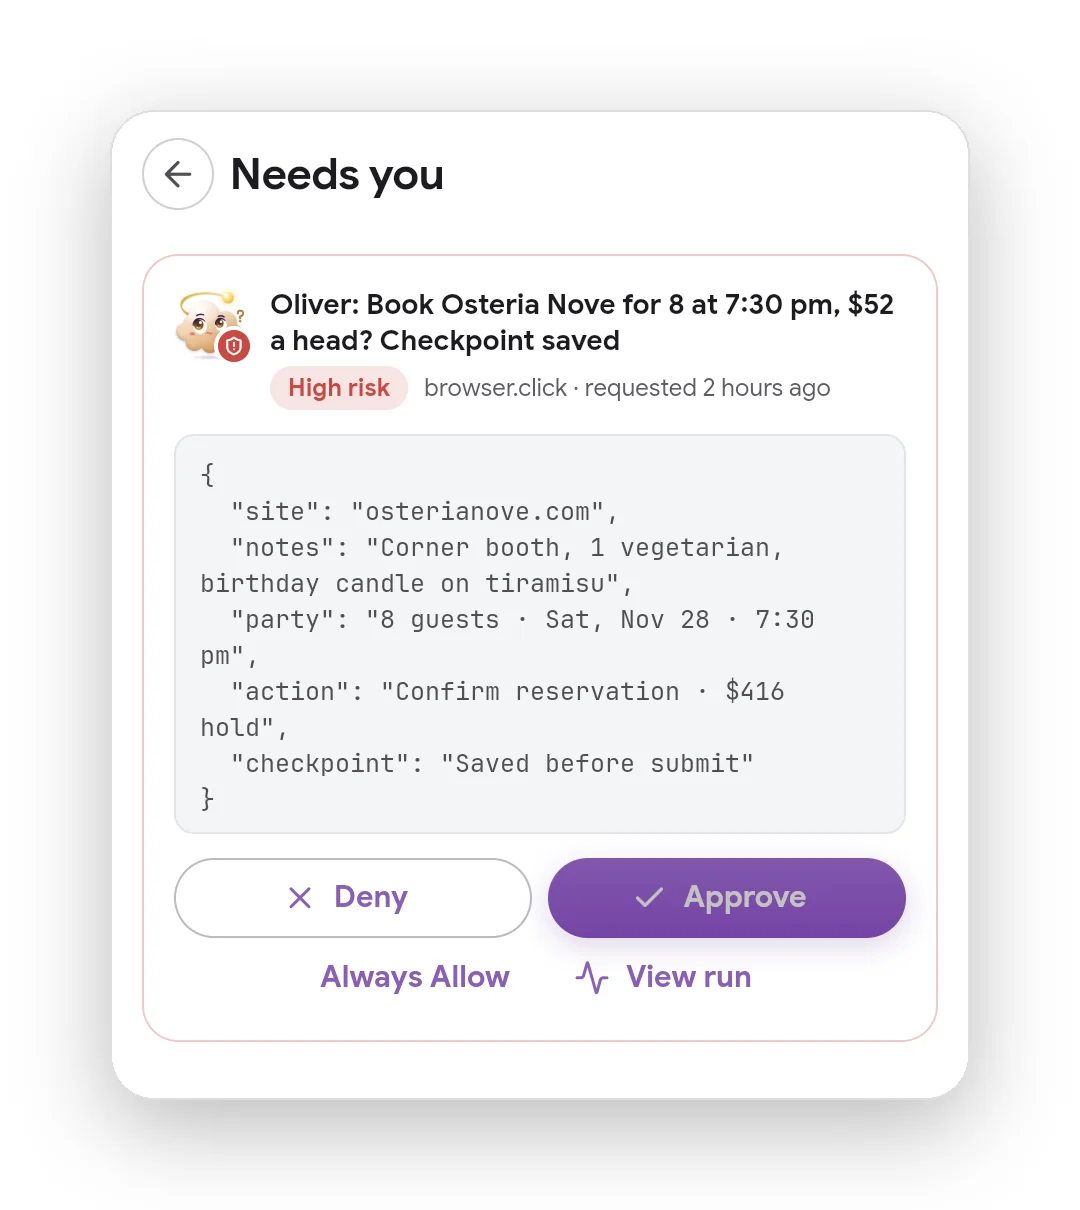 Needs you
Oliver: Book Osteria Nove for 8 at 7:30 pm, $52
a head? Checkpoint saved
?
High risk
browser.click · requested 2 hours ago
{
  "site": "osterianove.com",
  "notes": "Corner booth, 1 vegetarian,
birthday candle on tiramisu",
  "party": "8 guests · Sat, Nov 28 · 7:30
pm",
  "action": "Confirm reservation · $416
hold",
  "checkpoint": "Saved before submit"
}
Deny
Approve
Always Allow
View run